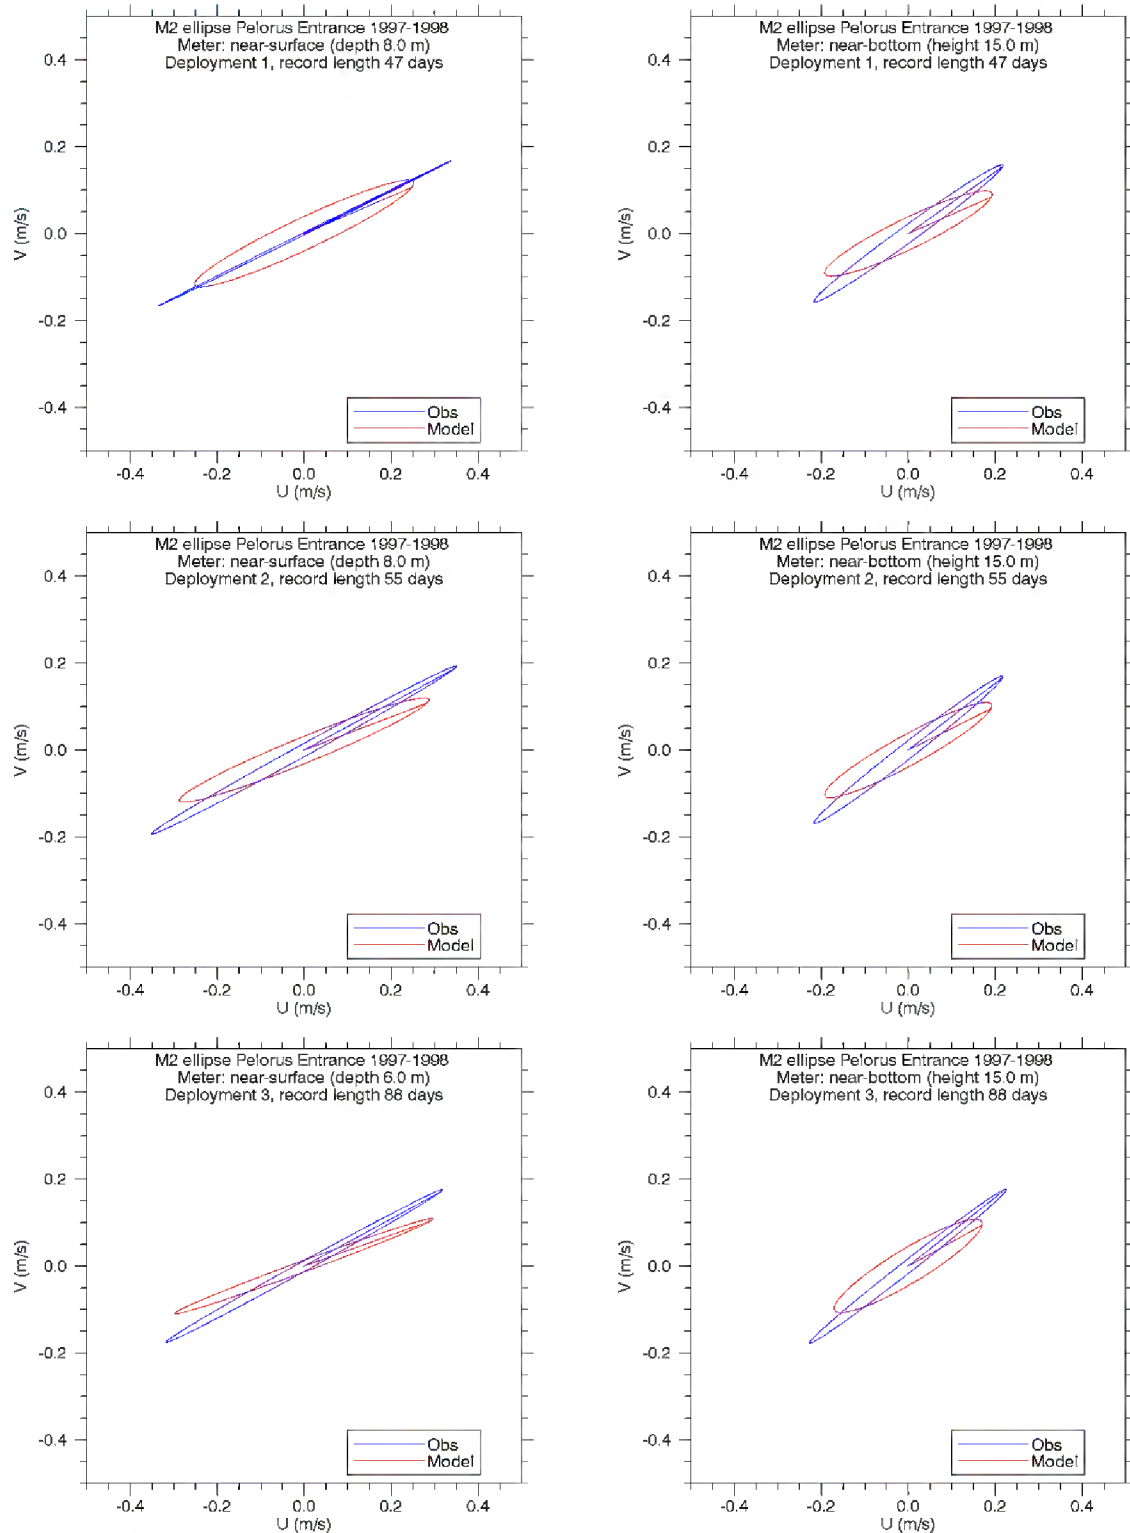 M2 ellipse Pelorus Entrance 1997-1998
Meter: near-surface (depth 8.0 m)
Deployment 1, record length 47 days
0.4
0.2
0.0
-0.2
-0.4
V (m/s)
Obs
Model
-0.4 -0.2 0.0 0.2 0.4
U (m/s)
M2 ellipse Pelorus Entrance 1997-1998
Meter: near-bottom (height 15.0 m)
Deployment 1, record length 47 days
0.4
0.2
0.0
-0.2
-0.4
V (m/s)
Obs
Model
-0.4 -0.2 0.0 0.2 0.4
U (m/s)
M2 ellipse Pelorus Entrance 1997-1998
Meter: near-surface (depth 8.0 m)
Deployment 2, record length 55 days
0.4
0.2
0.0
-0.2
-0.4
V (m/s)
Obs
Model
-0.4 -0.2 0.0 0.2 0.4
U (m/s)
M2 ellipse Pelorus Entrance 1997-1998
Meter: near-bottom (height 15.0 m)
Deployment 2, record length 55 days
0.4
0.2
0.0
-0.2
-0.4
V (m/s)
Obs
Model
-0.4 -0.2 0.0 0.2 0.4
U (m/s)
M2 ellipse Pelorus Entrance 1997-1998
Meter: near-surface (depth 6.0 m)
Deployment 3, record length 88 days
0.4
0.2
0.0
-0.2
-0.4
V (m/s)
Obs
Model
-0.4 -0.2 0.0 0.2 0.4
U (m/s)
M2 ellipse Pelorus Entrance 1997-1998
Meter: near-bottom (height 15.0 m)
Deployment 3, record length 88 days
0.4
0.2
0.0
-0.2
-0.4
V (m/s)
Obs
Model
-0.4 -0.2 0.0 0.2 0.4
U (m/s)